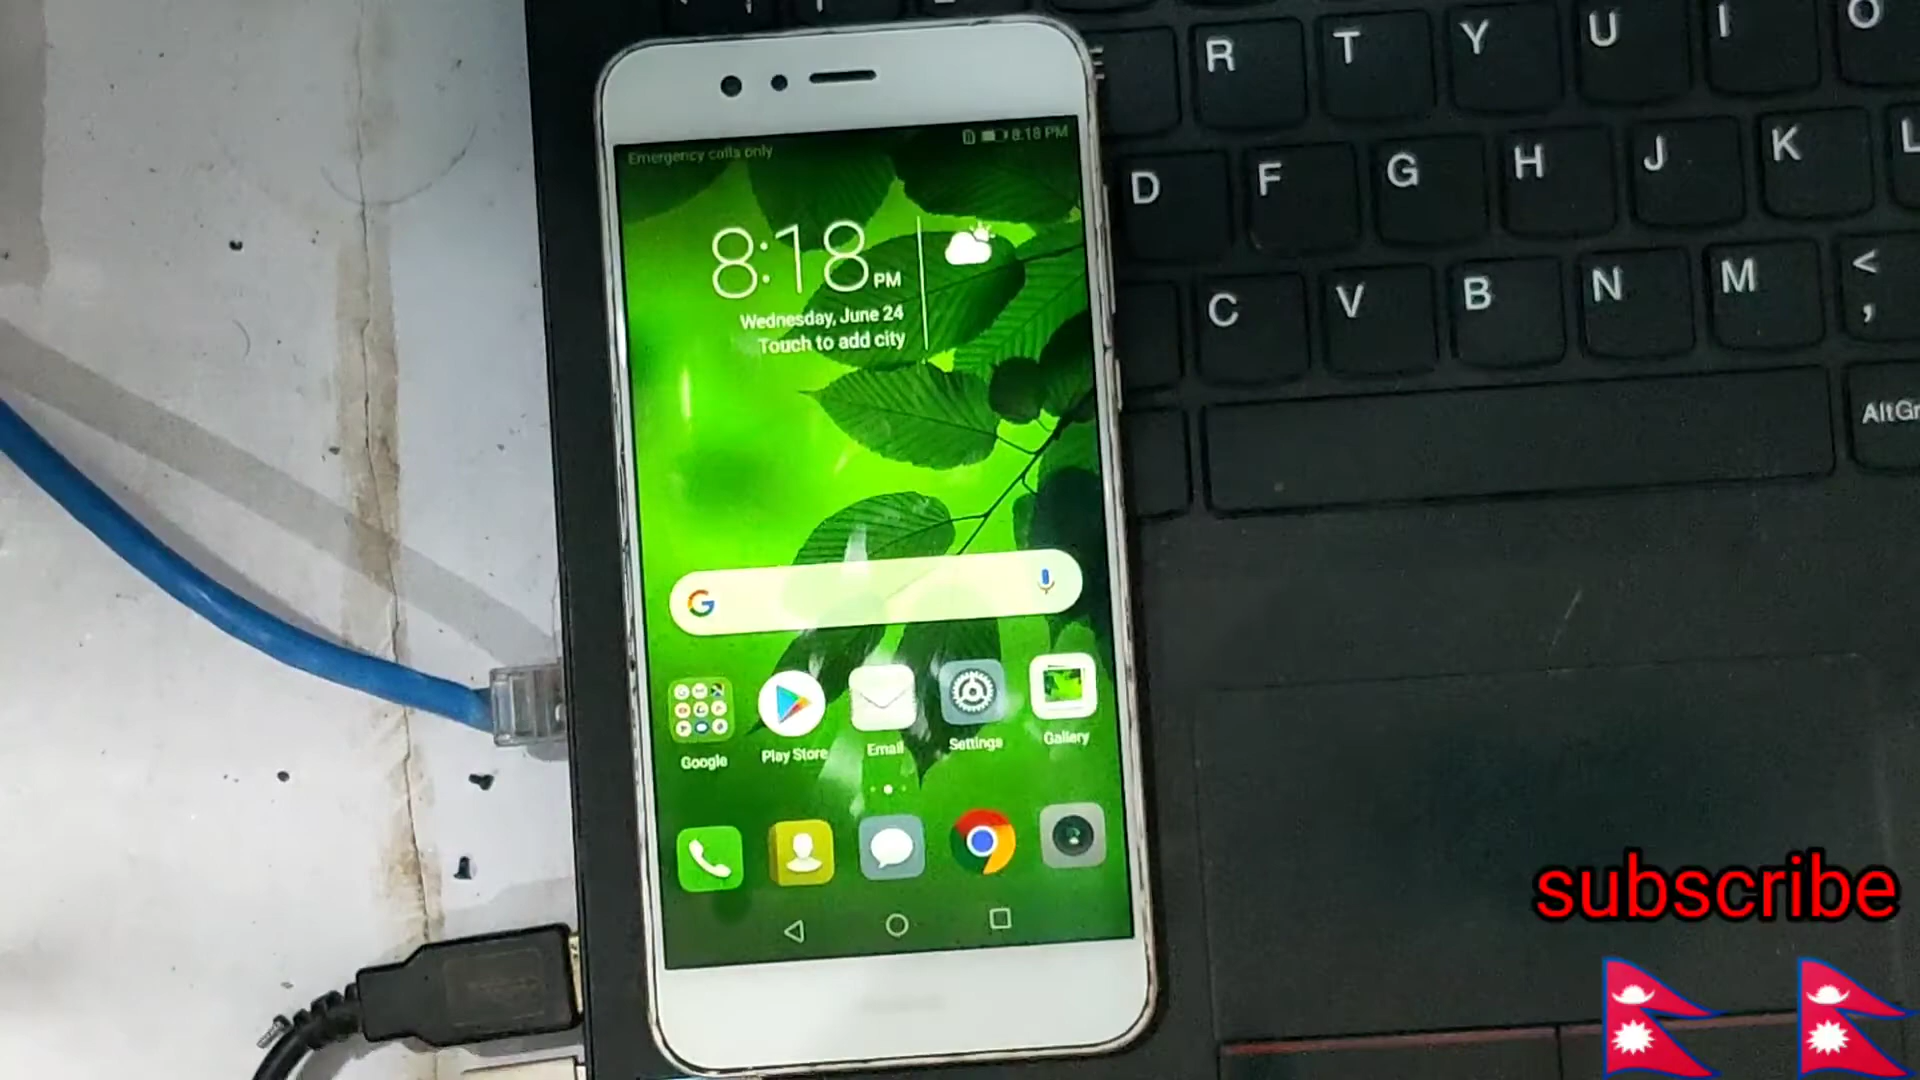 R T Y U I O
D F G H J K L
C V B N M <
,
AltGr
Emergency calls only
8:18 PM
8:18 PM
Wednesday, June 24
Touch to add city
G
Google
Play Store
Email
Settings
Gallery
subscribe